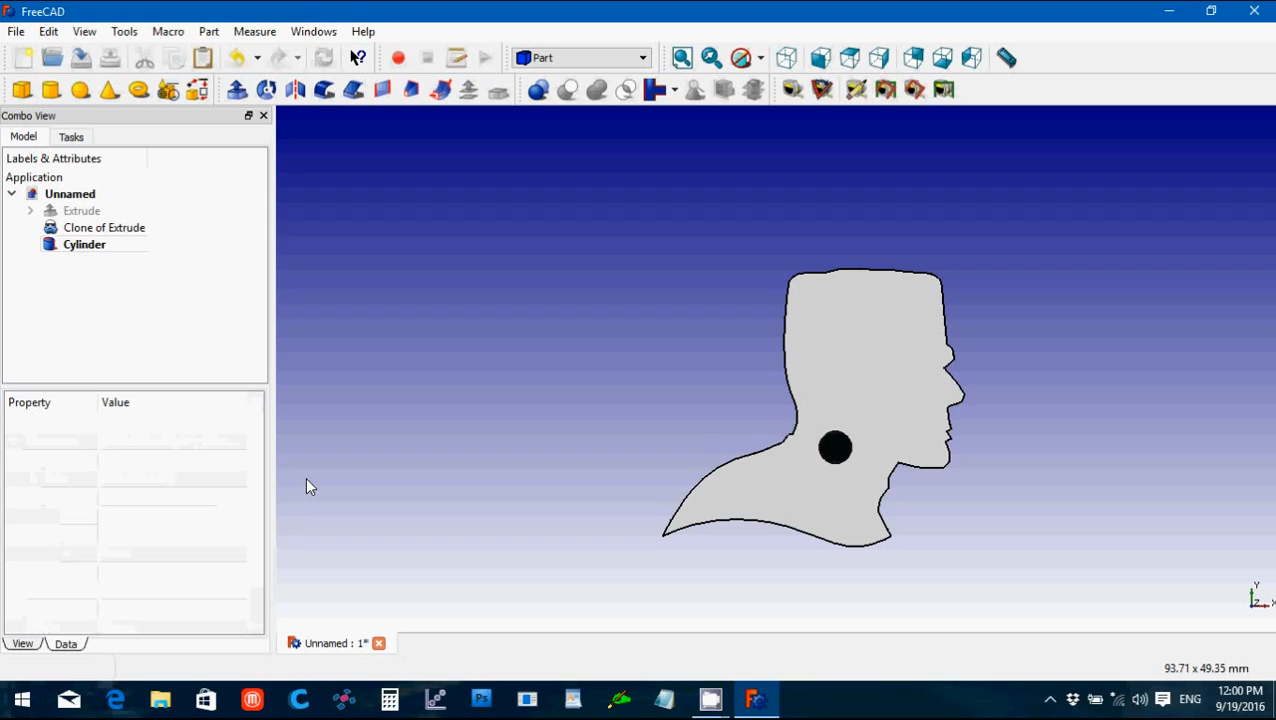 FreeCAD
File Edit View Tools Macro Part Measure Windows Help
Part
Combo View
Model Tasks
Labels & Attributes
Application
Unnamed
Extrude
Clone of Extrude
Cylinder
Property Value
View Data
Unnamed : 1*
Y
Z
X
93.71 x 49.35 mm
Ps
ENG
12:00 PM
9/19/2016